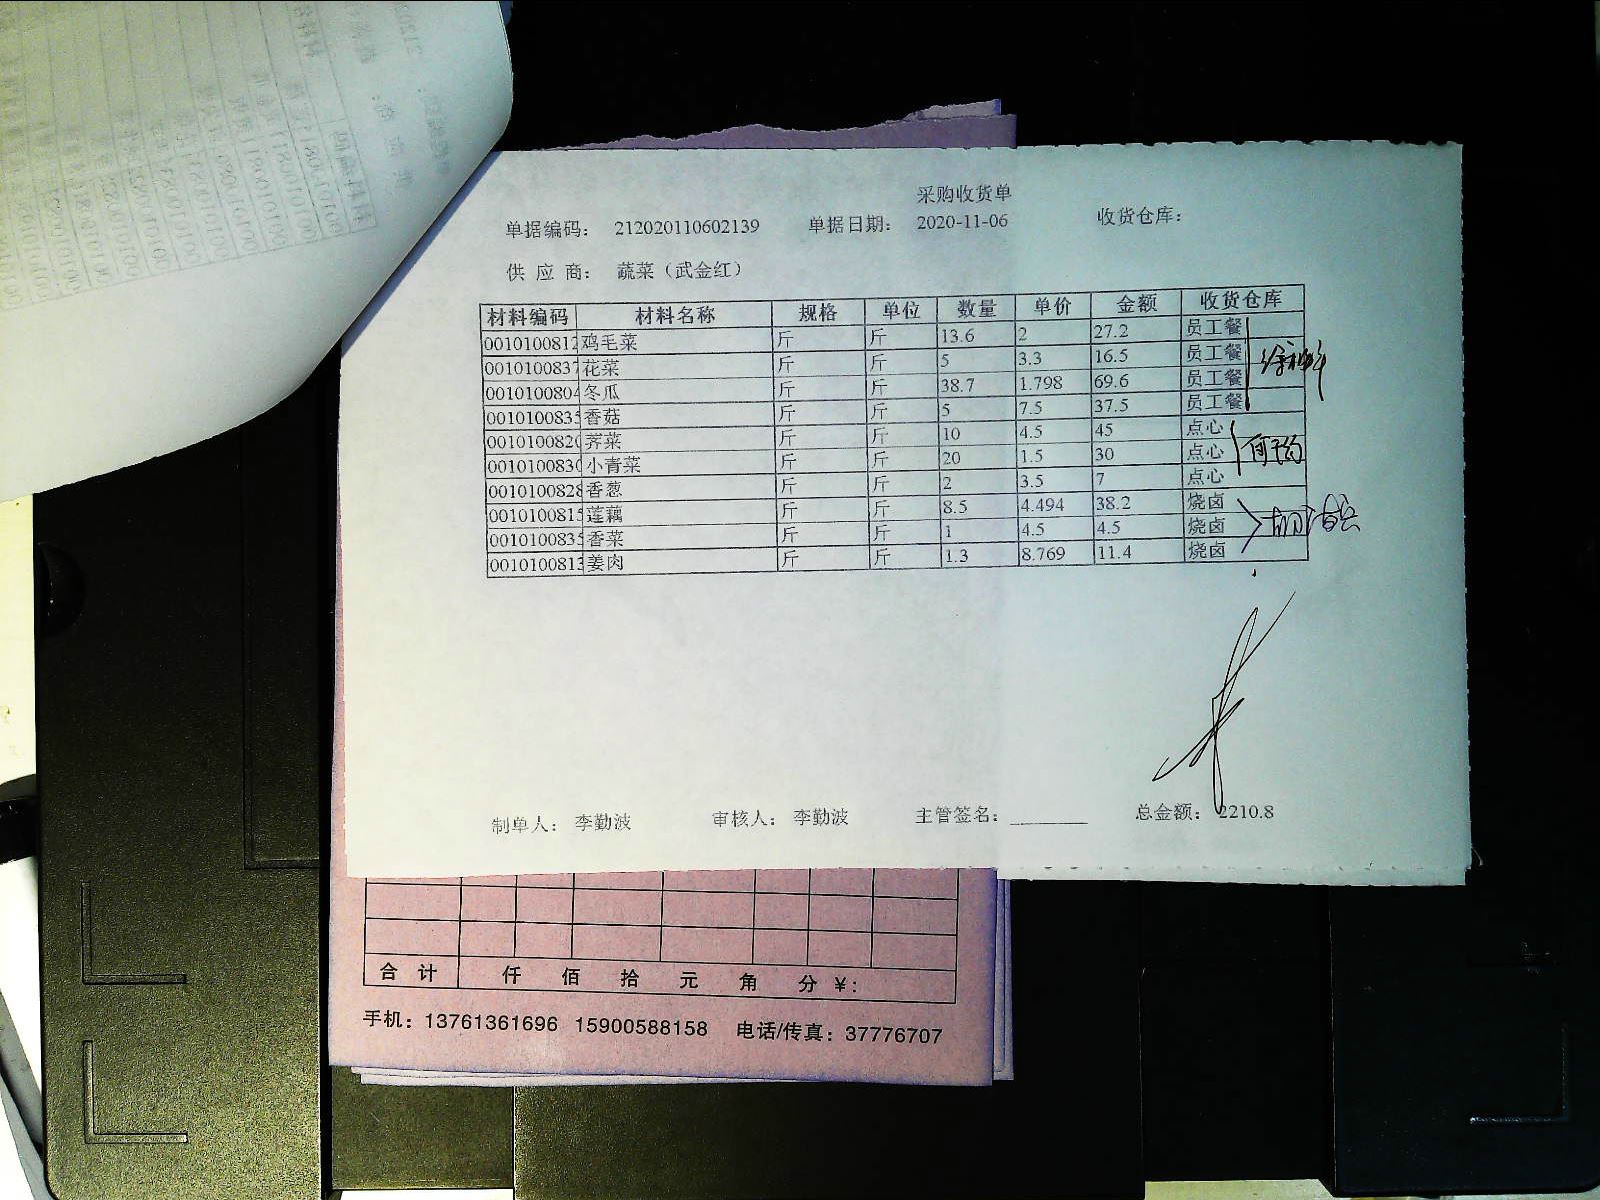 采购收货单
单据编码： 212020110602139 单据日期： 2020-11-06 收货仓库：
供 应 商： 蔬菜（武金红）
材料编码 材料名称 规格 单位 数量 单价 金额 收货仓库
0010100812 鸡毛菜 斤 斤 13.6 2 27.2 员工餐
0010100837 花菜 斤 斤 5 3.3 16.5 员工餐
0010100804 冬瓜 斤 斤 38.7 1.798 69.6 员工餐
0010100835 香菇 斤 斤 5 7.5 37.5 员工餐
0010100820 荠菜 斤 斤 10 4.5 45 点心
0010100830 小青菜 斤 斤 20 1.5 30 点心
0010100828 香葱 斤 斤 2 3.5 7 点心
0010100815 莲藕 斤 斤 8.5 4.494 38.2 烧卤
0010100835 香菜 斤 斤 1 4.5 4.5 烧卤
0010100813 姜肉 斤 斤 1.3 8.769 11.4 烧卤
制单人： 李勤波 审核人： 李勤波 主管签名： 总金额： 2210.8
合 计 仟 佰 拾 元 角 分 ¥:
手机：13761361696 15900588158 电话/传真：37776707